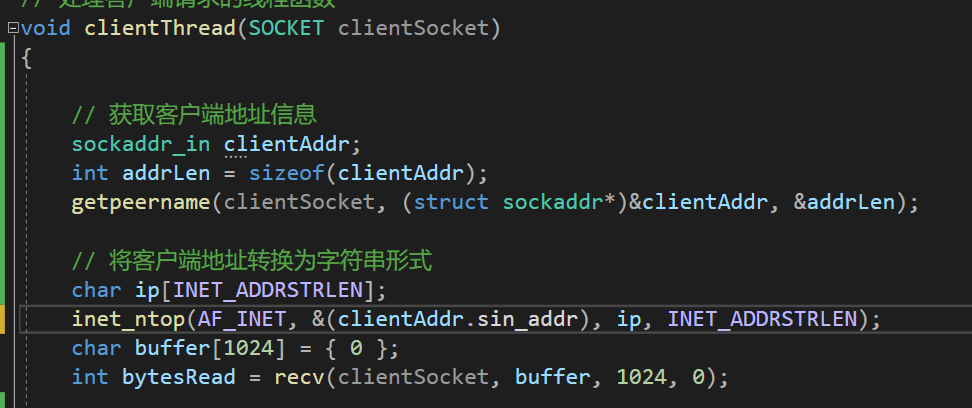 // 处理客户端请求的线程函数
void clientThread(SOCKET clientSocket)
{
// 获取客户端地址信息
sockaddr_in clientAddr;
int addrLen = sizeof(clientAddr);
getpeername(clientSocket, (struct sockaddr*)&clientAddr, &addrLen);
// 将客户端地址转换为字符串形式
char ip[INET_ADDRSTRLEN];
inet_ntop(AF_INET, &(clientAddr.sin_addr), ip, INET_ADDRSTRLEN);
char buffer[1024] = { 0 };
int bytesRead = recv(clientSocket, buffer, 1024, 0);